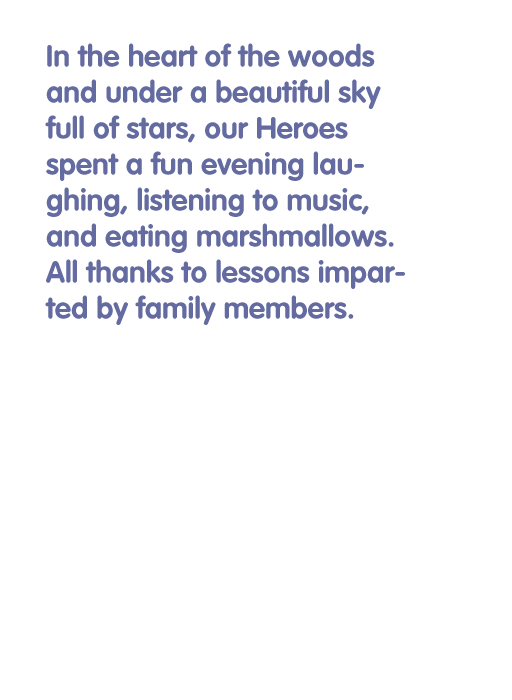 In the heart of the woods
and under a beautiful sky
full of stars, our Heroes
spent a fun evening lau-
ghing, listening to music,
and eating marshmallows.
All thanks to lessons impar-
ted by family members.